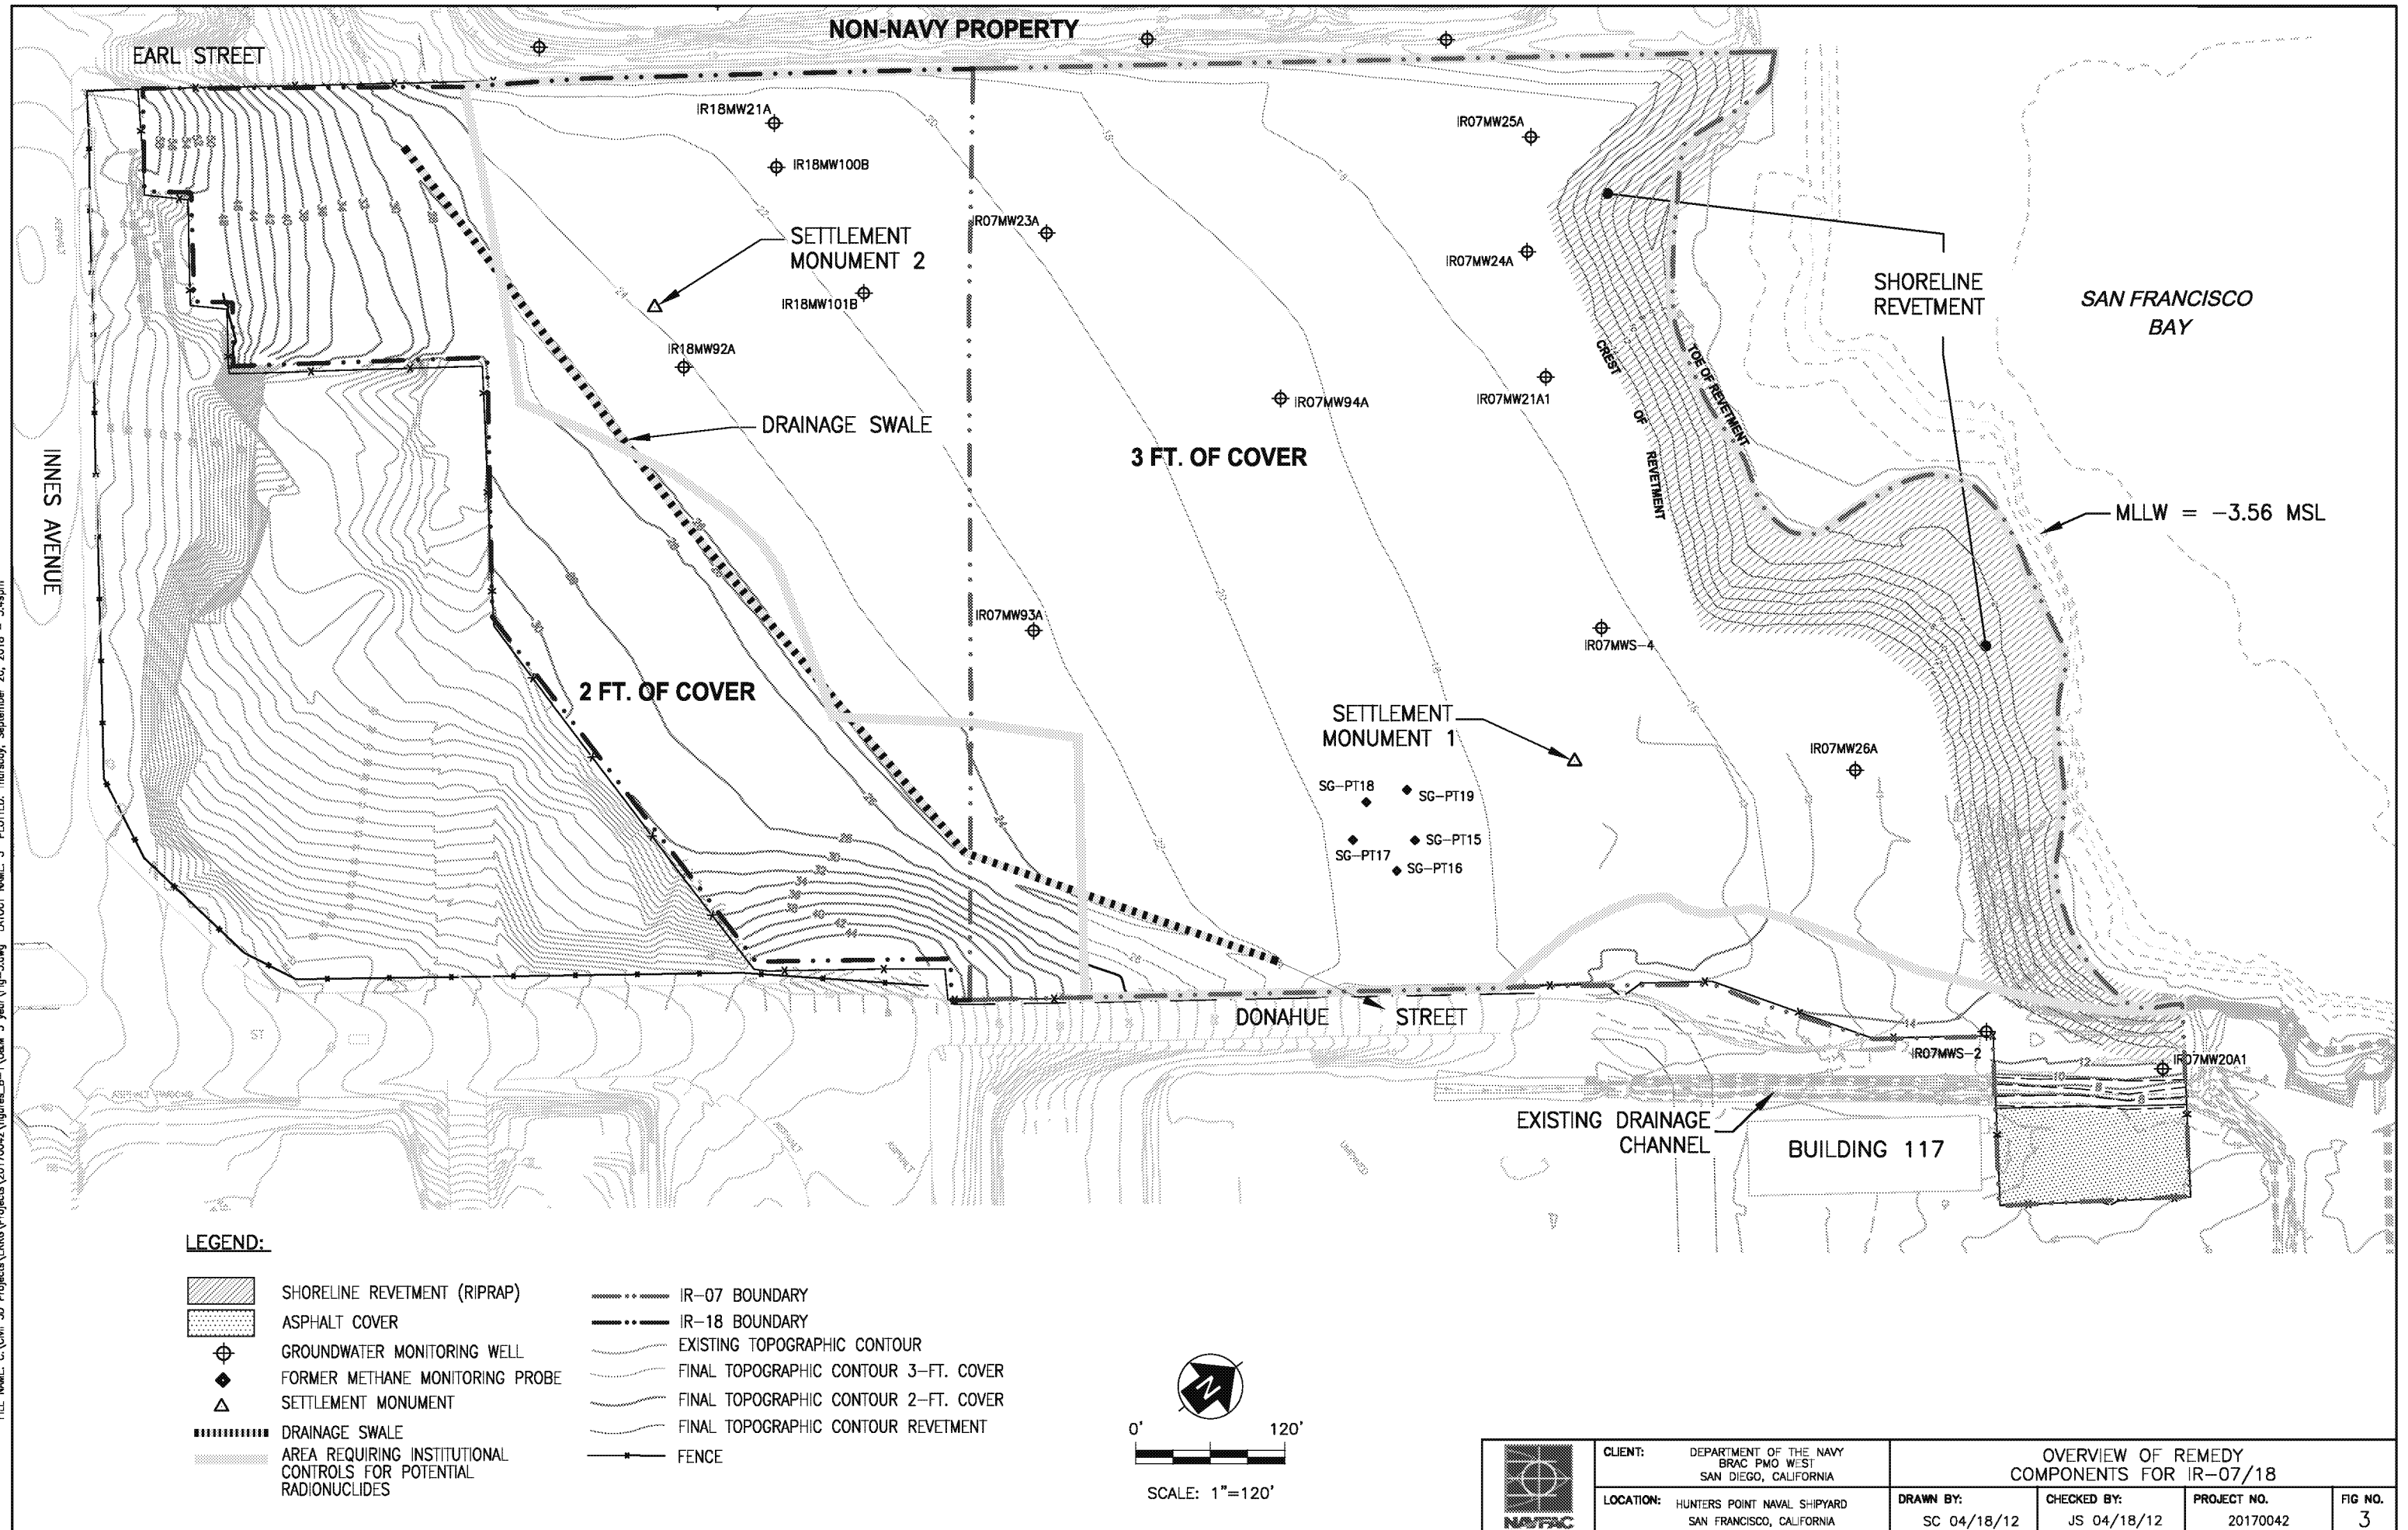 NON-NAVY PROPERTY
EARL STREET
IR18MW21A
IR18MW100B
IR07MW25A
IR07MW23A
SETTLEMENT
MONUMENT 2
IR18MW101B
IR07MW24A
SHORELINE
REVETMENT
SAN FRANCISCO
BAY
IR18MW92A
CREST
OF
REVETMENT
TOE OF REVETMENT
IR07MW94A
IR07MW21A1
DRAINAGE SWALE
3 FT. OF COVER
INNES AVENUE
MLLW = -3.56 MSL
IR07MW93A
IR07MWS-4
2 FT. OF COVER
SETTLEMENT
MONUMENT 1
IR07MW26A
SG-PT18
SG-PT19
SG-PT15
SG-PT17
SG-PT16
DONAHUE STREET
IR07MWS-2
IR07MW20A1
EXISTING DRAINAGE
CHANNEL
BUILDING 117
LEGEND:
SHORELINE REVETMENT (RIPRAP)
ASPHALT COVER
GROUNDWATER MONITORING WELL
FORMER METHANE MONITORING PROBE
SETTLEMENT MONUMENT
DRAINAGE SWALE
AREA REQUIRING INSTITUTIONAL
CONTROLS FOR POTENTIAL
RADIONUCLIDES
IR-07 BOUNDARY
IR-18 BOUNDARY
EXISTING TOPOGRAPHIC CONTOUR
FINAL TOPOGRAPHIC CONTOUR 3-FT. COVER
FINAL TOPOGRAPHIC CONTOUR 2-FT. COVER
FINAL TOPOGRAPHIC CONTOUR REVETMENT
FENCE
N
0' 120'
SCALE: 1"=120'
NAVFAC
CLIENT: DEPARTMENT OF THE NAVY
BRAC PMO WEST
SAN DIEGO, CALIFORNIA
LOCATION: HUNTERS POINT NAVAL SHIPYARD
SAN FRANCISCO, CALIFORNIA
OVERVIEW OF REMEDY
COMPONENTS FOR IR-07/18
DRAWN BY:
SC 04/18/12
CHECKED BY:
JS 04/18/12
PROJECT NO.
20170042
FIG NO.
3